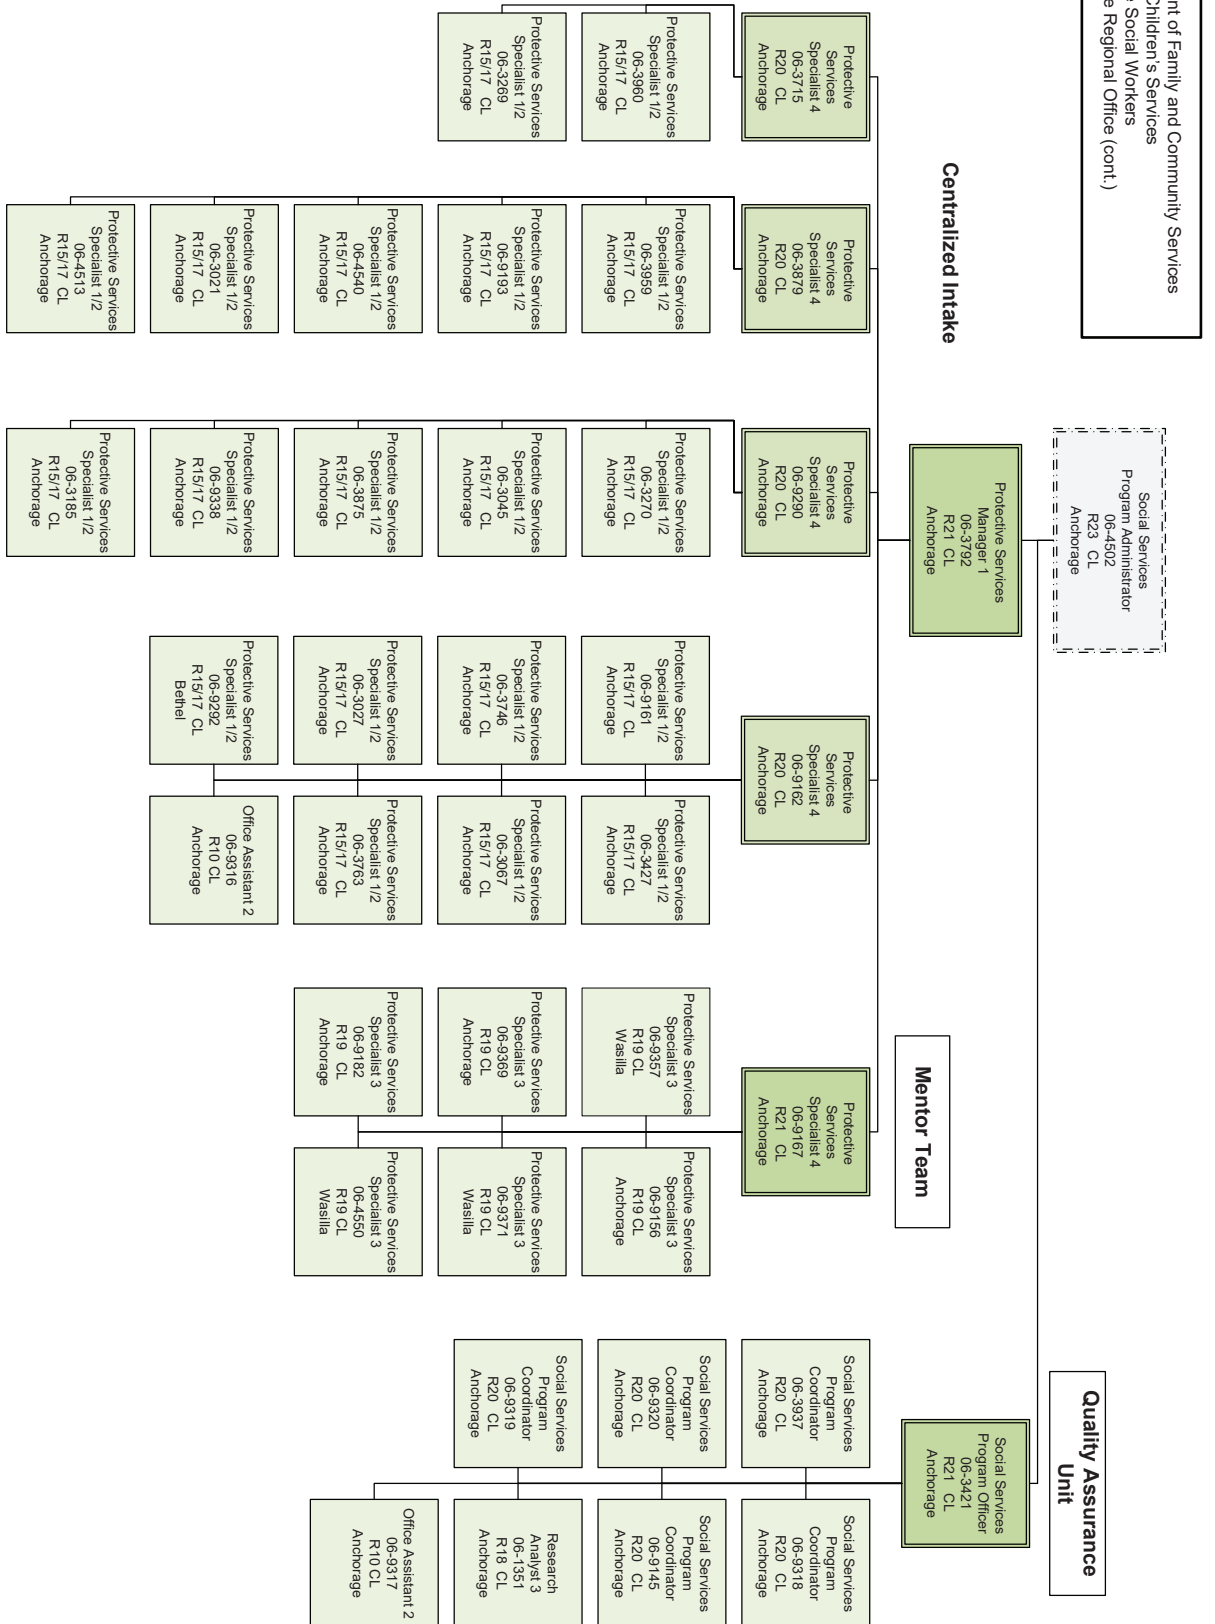 nt of Family and Community Services
Children's Services
e Social Workers
e Regional Office (cont.)
Social Services
Program Administrator
06-4502
R23 CL
Anchorage
Protective Services
Manager 1
06-3792
R21 CL
Anchorage
Centralized Intake
Protective
Services
Specialist 4
06-3715
R20 CL
Anchorage
Protective Services
Specialist 1/2
06-3960
R15/17 CL
Anchorage
Protective Services
Specialist 1/2
06-3269
R15/17 CL
Anchorage
Protective
Services
Specialist 4
06-3879
R20 CL
Anchorage
Protective Services
Specialist 1/2
06-3959
R15/17 CL
Anchorage
Protective Services
Specialist 1/2
06-9193
R15/17 CL
Anchorage
Protective Services
Specialist 1/2
06-4540
R15/17 CL
Anchorage
Protective Services
Specialist 1/2
06-3021
R15/17 CL
Anchorage
Protective Services
Specialist 1/2
06-4513
R15/17 CL
Anchorage
Protective
Services
Specialist 4
06-9290
R20 CL
Anchorage
Protective Services
Specialist 1/2
06-3270
R15/17 CL
Anchorage
Protective Services
Specialist 1/2
06-3045
R15/17 CL
Anchorage
Protective Services
Specialist 1/2
06-3875
R15/17 CL
Anchorage
Protective Services
Specialist 1/2
06-9338
R15/17 CL
Anchorage
Protective Services
Specialist 1/2
06-3185
R15/17 CL
Anchorage
Protective
Services
Specialist 4
06-9162
R20 CL
Anchorage
Protective Services
Specialist 1/2
06-9161
R15/17 CL
Anchorage
Protective Services
Specialist 1/2
06-3427
R15/17 CL
Anchorage
Protective Services
Specialist 1/2
06-3746
R15/17 CL
Anchorage
Protective Services
Specialist 1/2
06-3067
R15/17 CL
Anchorage
Protective Services
Specialist 1/2
06-3027
R15/17 CL
Anchorage
Protective Services
Specialist 1/2
06-3763
R15/17 CL
Anchorage
Protective Services
Specialist 1/2
06-9292
R15/17 CL
Bethel
Office Assistant 2
06-9316
R10 CL
Anchorage
Mentor Team
Protective
Services
Specialist 4
06-9167
R21 CL
Anchorage
Protective Services
Specialist 3
06-9357
R19 CL
Wasilla
Protective Services
Specialist 3
06-9156
R19 CL
Anchorage
Protective Services
Specialist 3
06-9369
R19 CL
Anchorage
Protective Services
Specialist 3
06-9371
R19 CL
Wasilla
Protective Services
Specialist 3
06-9182
R19 CL
Anchorage
Protective Services
Specialist 3
06-4550
R19 CL
Wasilla
Quality Assurance
Unit
Social Services
Program Officer
06-3421
R21 CL
Anchorage
Social Services
Program
Coordinator
06-3937
R20 CL
Anchorage
Social Services
Program
Coordinator
06-9318
R20 CL
Anchorage
Social Services
Program
Coordinator
06-9320
R20 CL
Anchorage
Social Services
Program
Coordinator
06-9145
R20 CL
Anchorage
Social Services
Program
Coordinator
06-9319
R20 CL
Anchorage
Research
Analyst 3
06-1351
R18 CL
Anchorage
Office Assistant 2
06-9317
R10 CL
Anchorage